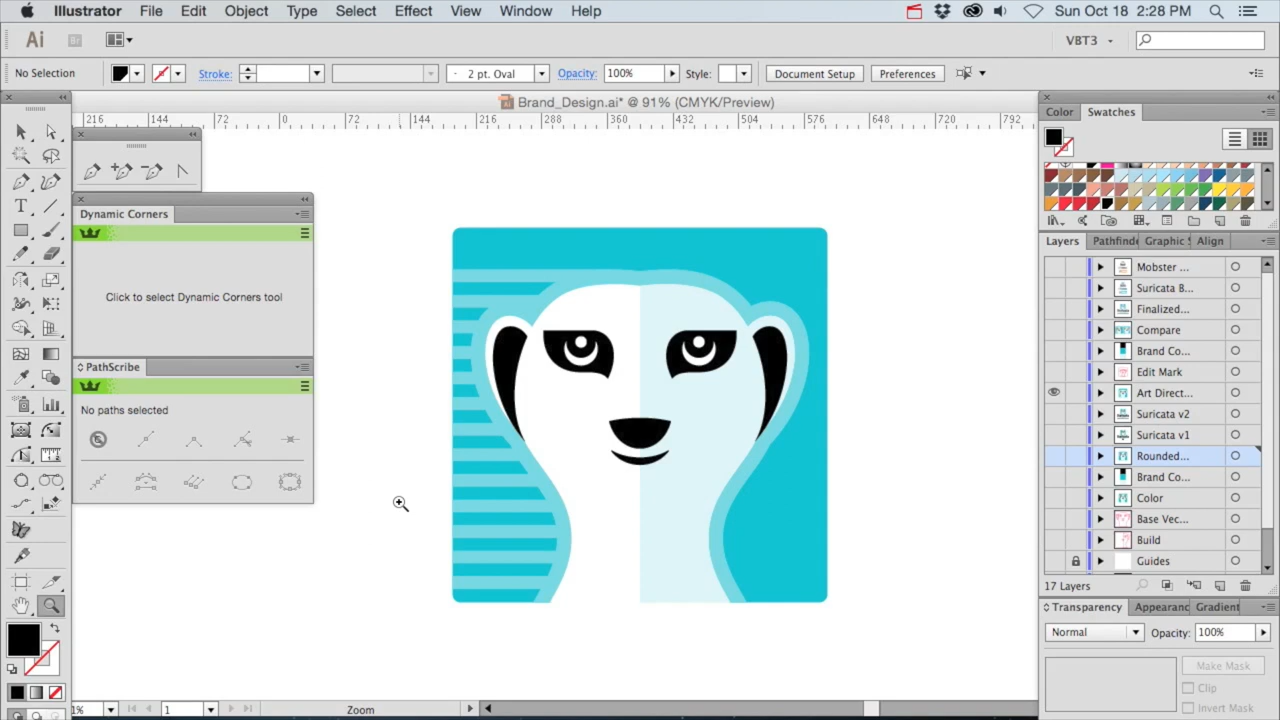 Illustrator File Edit Object Type Select Effect View Window Help Sun Oct 18 2:28 PM
Ai Br VBT3
No Selection Stroke: 2 pt. Oval Opacity: 100% Style: Document Setup Preferences
Brand_Design.ai* @ 91% (CMYK/Preview)
216 144 72 0 72 144 216 288 360 432 504 576 648 720 792
Dynamic Corners
Click to select Dynamic Corners tool
PathScribe
No paths selected
Color Swatches
Layers Pathfinde Graphic S Align
Mobster ...
Suricata B...
Finalized...
Compare
Brand Co...
Edit Mark
Art Direct...
Suricata v2
Suricata v1
Rounded...
Brand Co...
Color
Base Vec...
Build
Guides
17 Layers
Transparency Appearanc Gradient
Normal Opacity: 100%
Make Mask
Clip
Invert Mask
1% 1 Zoom